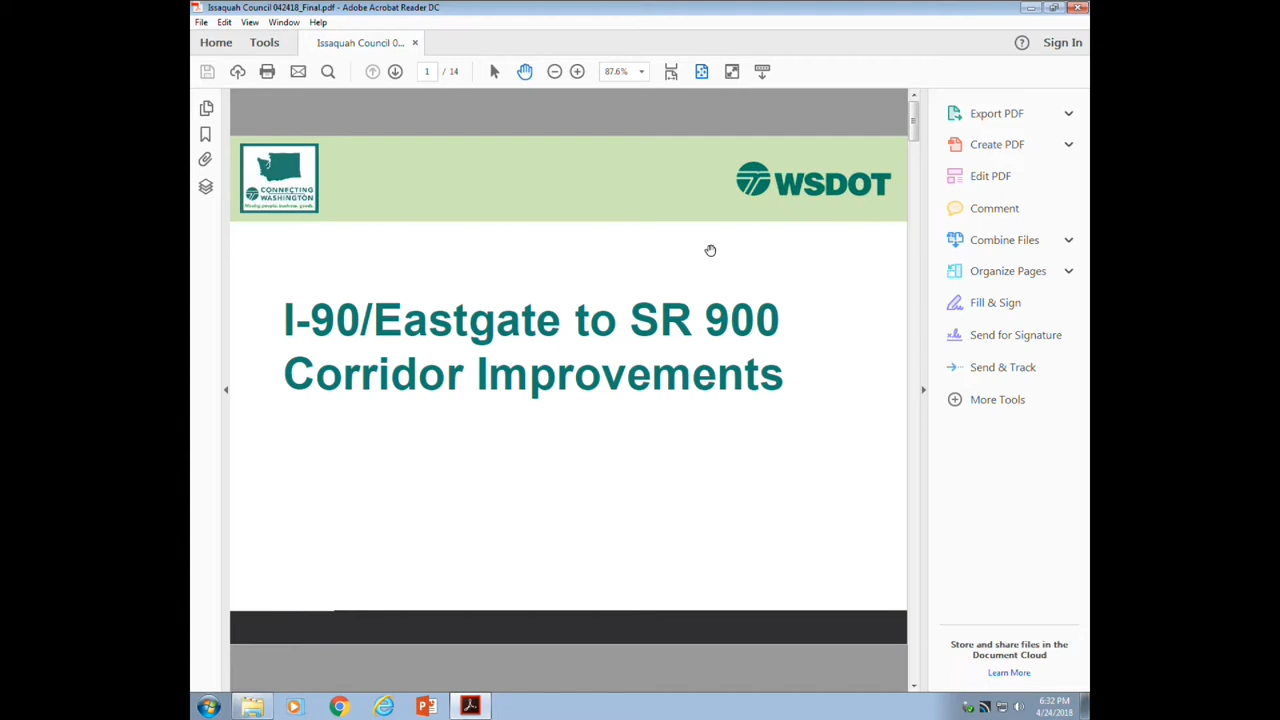 Issaquah Council 042418_Final.pdf - Adobe Acrobat Reader DC
File Edit View Window Help
Home Tools Issaquah Council 0... × Sign In
1 / 14 87.6%
CONNECTING
WASHINGTON
WSDOT
I-90/Eastgate to SR 900
Corridor Improvements
Export PDF
Create PDF
Edit PDF
Comment
Combine Files
Organize Pages
Fill & Sign
Send for Signature
Send & Track
More Tools
Store and share files in the
Document Cloud
Learn More
6:32 PM
4/24/2018